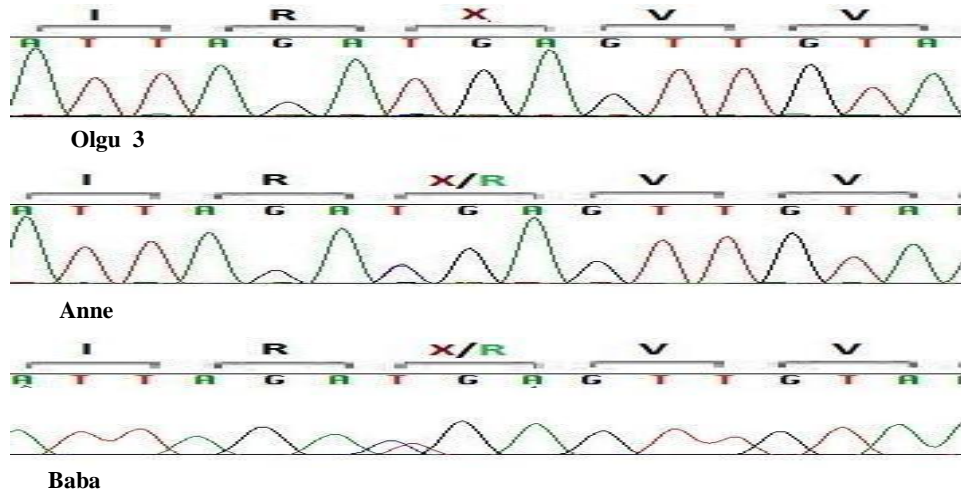 I R X V V
A T T A G A T G A G T T G T A
Olgu 3
I R X/R V V
A T T A G A T G A G T T G T A
Anne
I R X/R V V
A T T A G A T G A G T T G T A
Baba